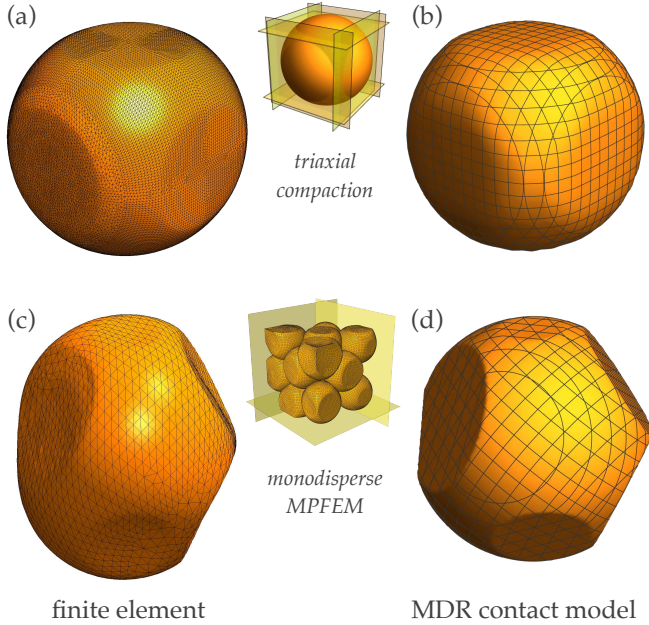 (a)
(b)
triaxial
compaction
(c)
(d)
monodisperse
MPFEM
finite element
MDR contact model